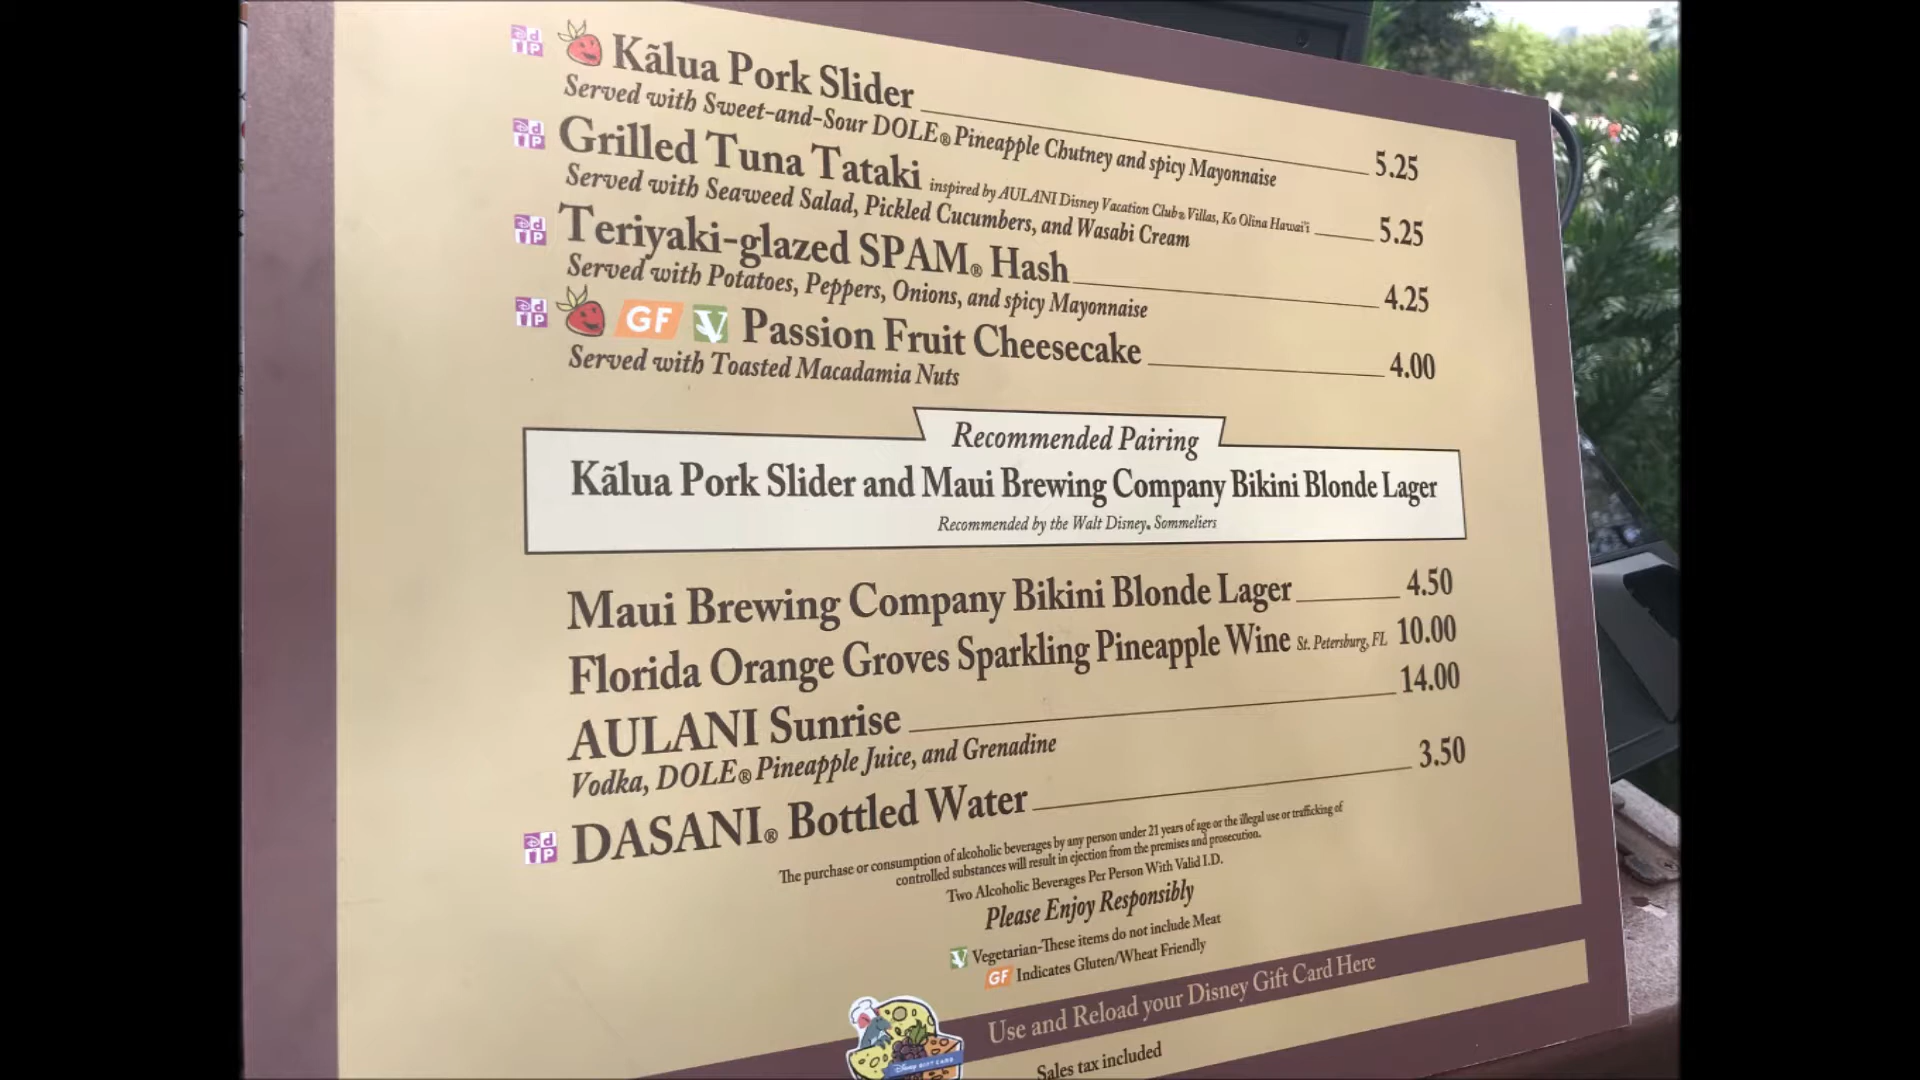 Kãlua Pork Slider 5.25
Served with Sweet-and-Sour DOLE® Pineapple Chutney and spicy Mayonnaise
Grilled Tuna Tataki inspired by AULANI Disney Vacation Club® Villas, Ko Olina Hawai'i 5.25
Served with Seaweed Salad, Pickled Cucumbers, and Wasabi Cream
Teriyaki-glazed SPAM® Hash 4.25
Served with Potatoes, Peppers, Onions, and spicy Mayonnaise
GF V Passion Fruit Cheesecake 4.00
Served with Toasted Macadamia Nuts
Recommended Pairing
Kãlua Pork Slider and Maui Brewing Company Bikini Blonde Lager
Recommended by the Walt Disney® Sommeliers
Maui Brewing Company Bikini Blonde Lager 4.50
Florida Orange Groves Sparkling Pineapple Wine St. Petersburg, FL 10.00
AULANI Sunrise 14.00
Vodka, DOLE® Pineapple Juice, and Grenadine
DASANI® Bottled Water 3.50
The purchase or consumption of alcoholic beverages by any person under 21 years of age or the illegal use or trafficking of
controlled substances will result in ejection from the premises and prosecution.
Two Alcoholic Beverages Per Person With Valid I.D.
Please Enjoy Responsibly
V Vegetarian-These items do not include Meat
GF Indicates Gluten/Wheat Friendly
Use and Reload your Disney Gift Card Here
Disney GIFT CARD
Sales tax included